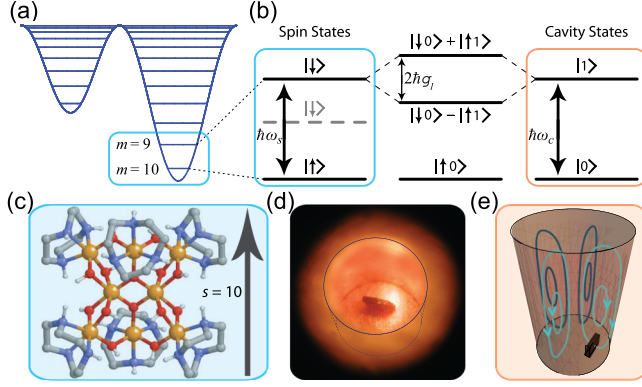 (a)
m = 9
m = 10
(b)
Spin States
Cavity States
|↓>
|↓0> + |↑1>
|1>
2ħg_l
|↓>
|↓0> − |↑1>
ħω_s
ħω_c
|↑>
|↑0>
|0>
(c)
s = 10
(d)
(e)